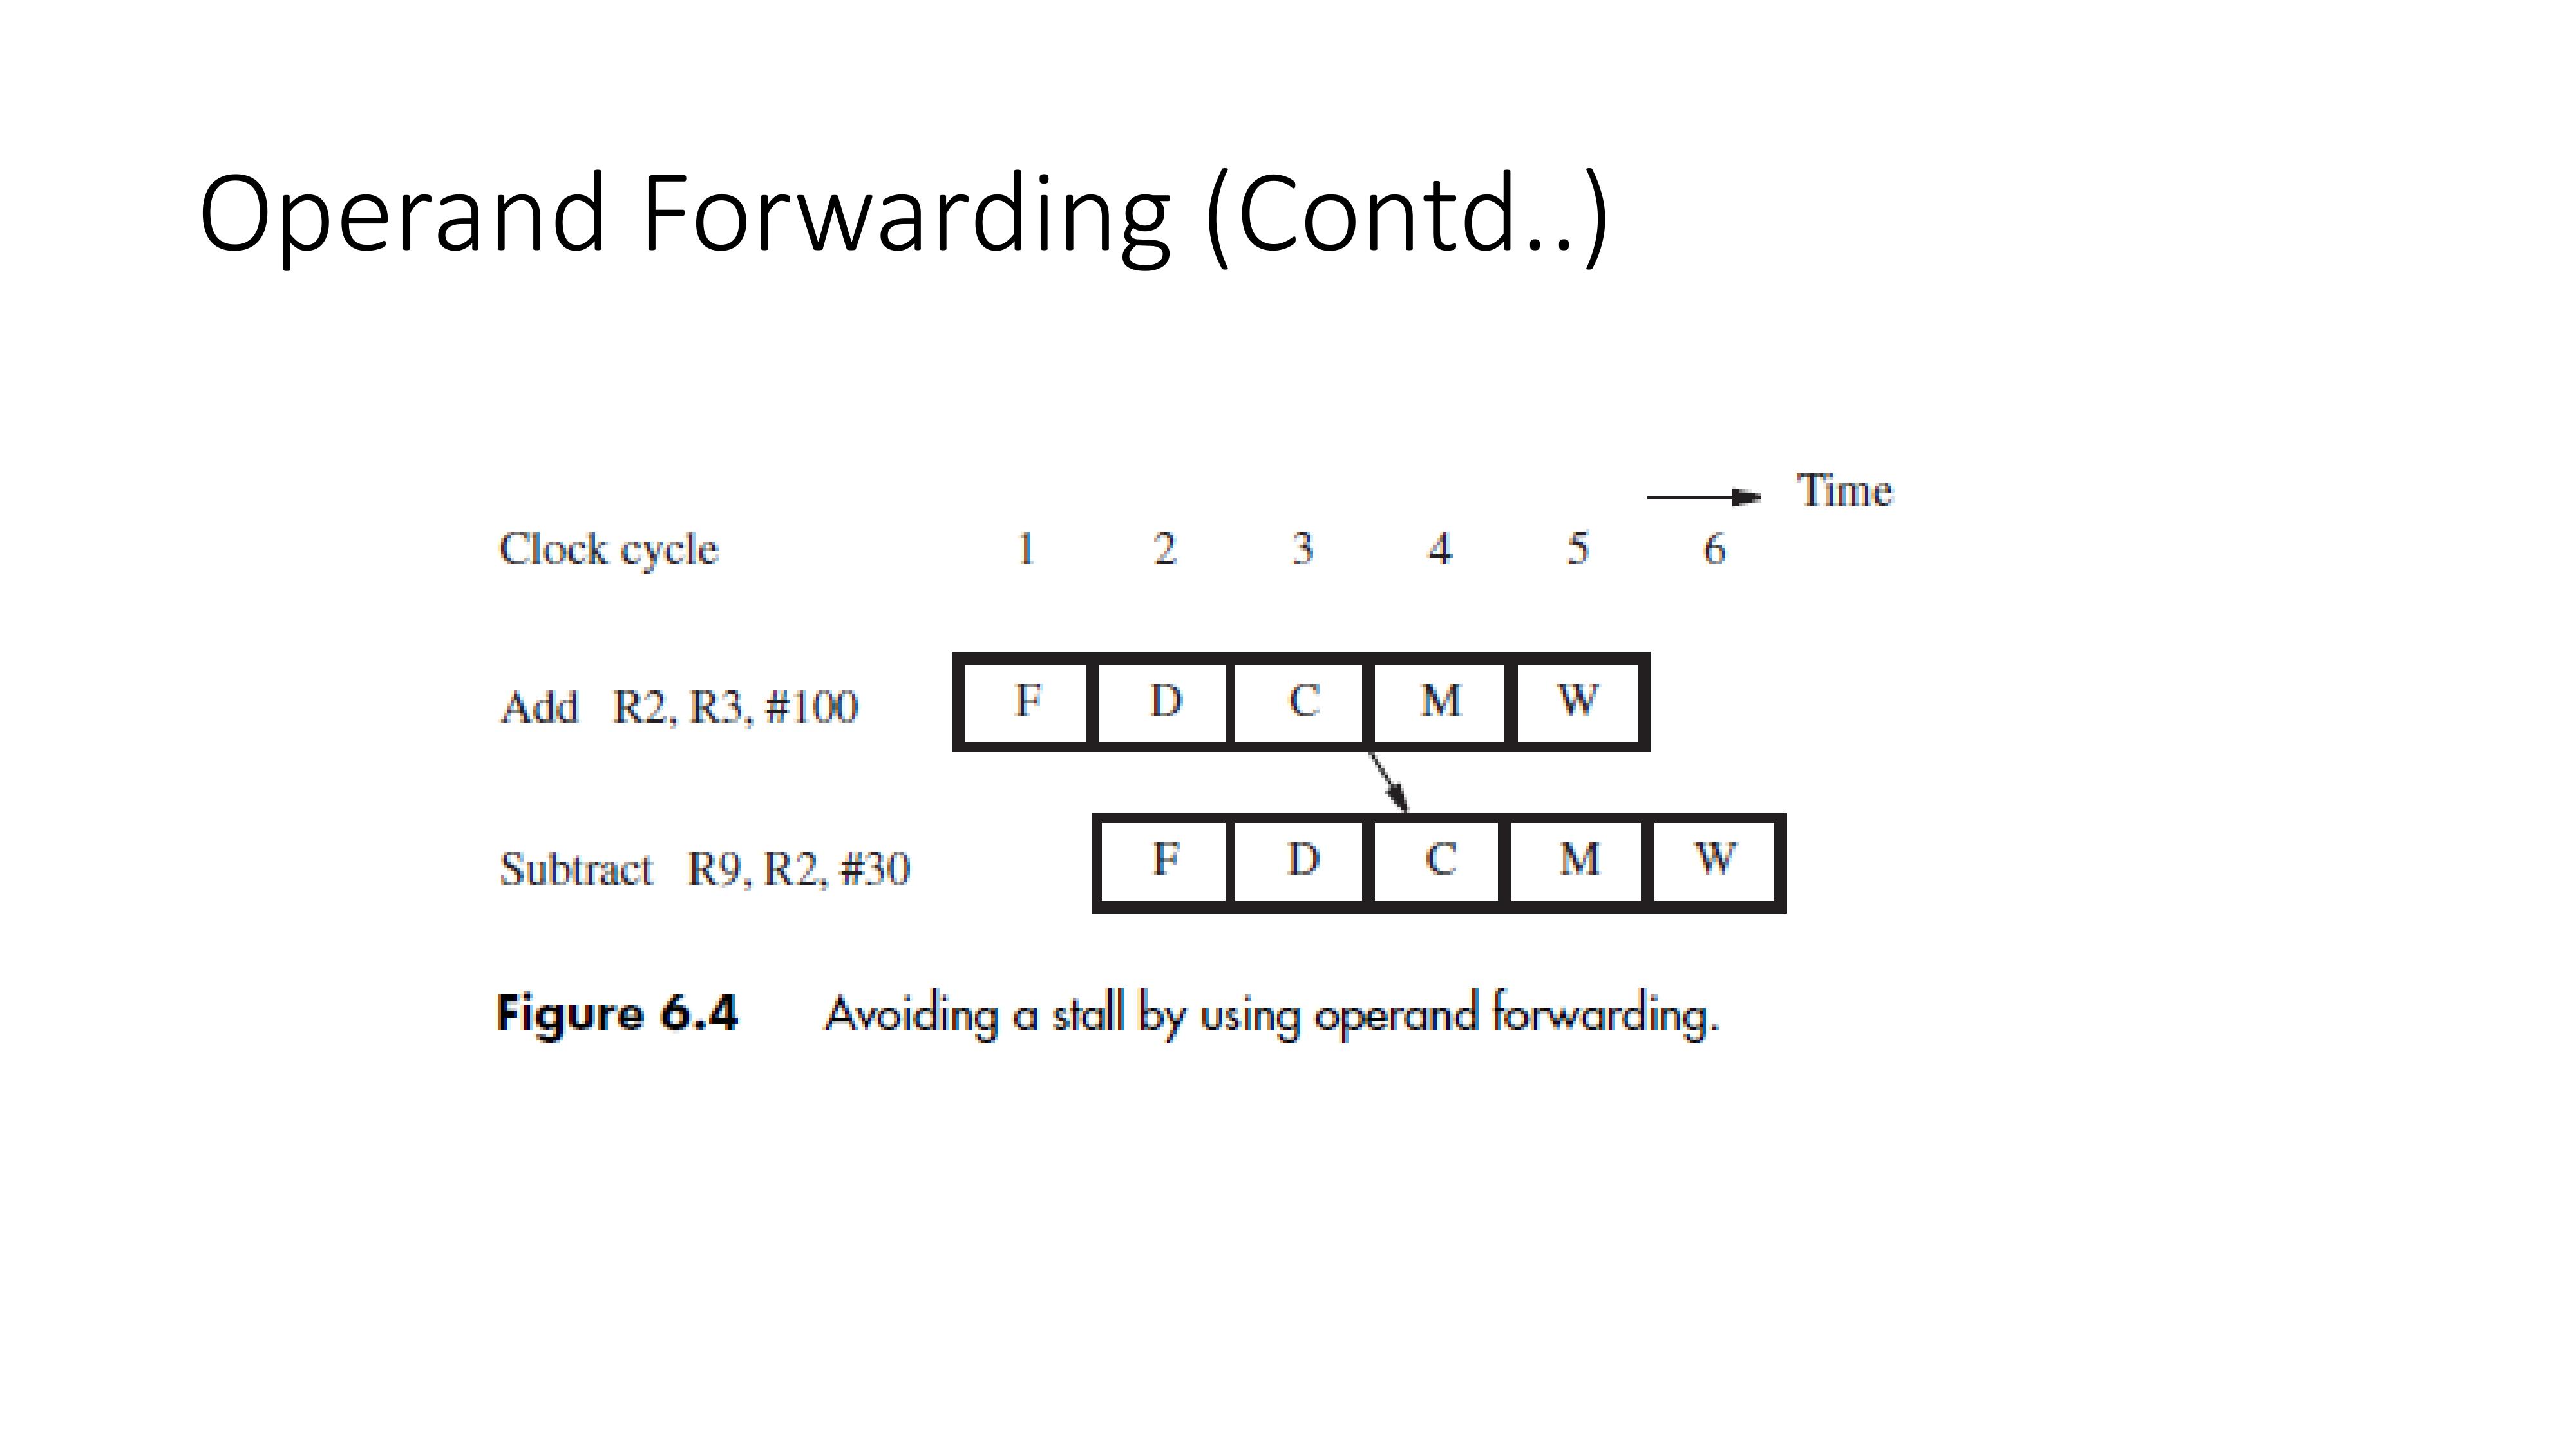 Operand Forwarding (Contd..)
Time
Clock cycle 1 2 3 4 5 6
Add R2, R3, #100 F D C M W
Subtract R9, R2, #30 F D C M W
Figure 6.4 Avoiding a stall by using operand forwarding.